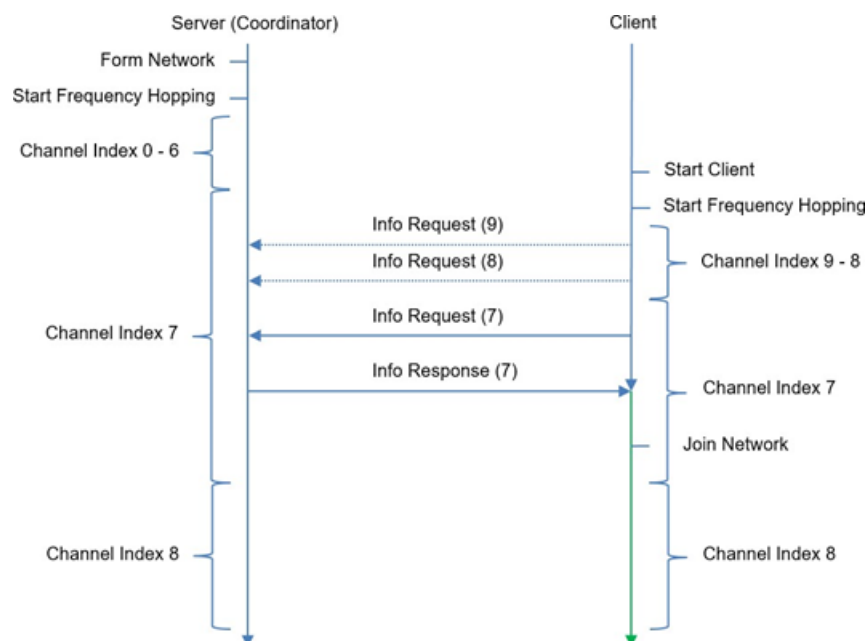 Server (Coordinator)
Client
Form Network
Start Frequency Hopping
Channel Index 0 - 6
Start Client
Start Frequency Hopping
Info Request (9)
Info Request (8)
Channel Index 9 - 8
Info Request (7)
Channel Index 7
Info Response (7)
Channel Index 7
Join Network
Channel Index 8
Channel Index 8